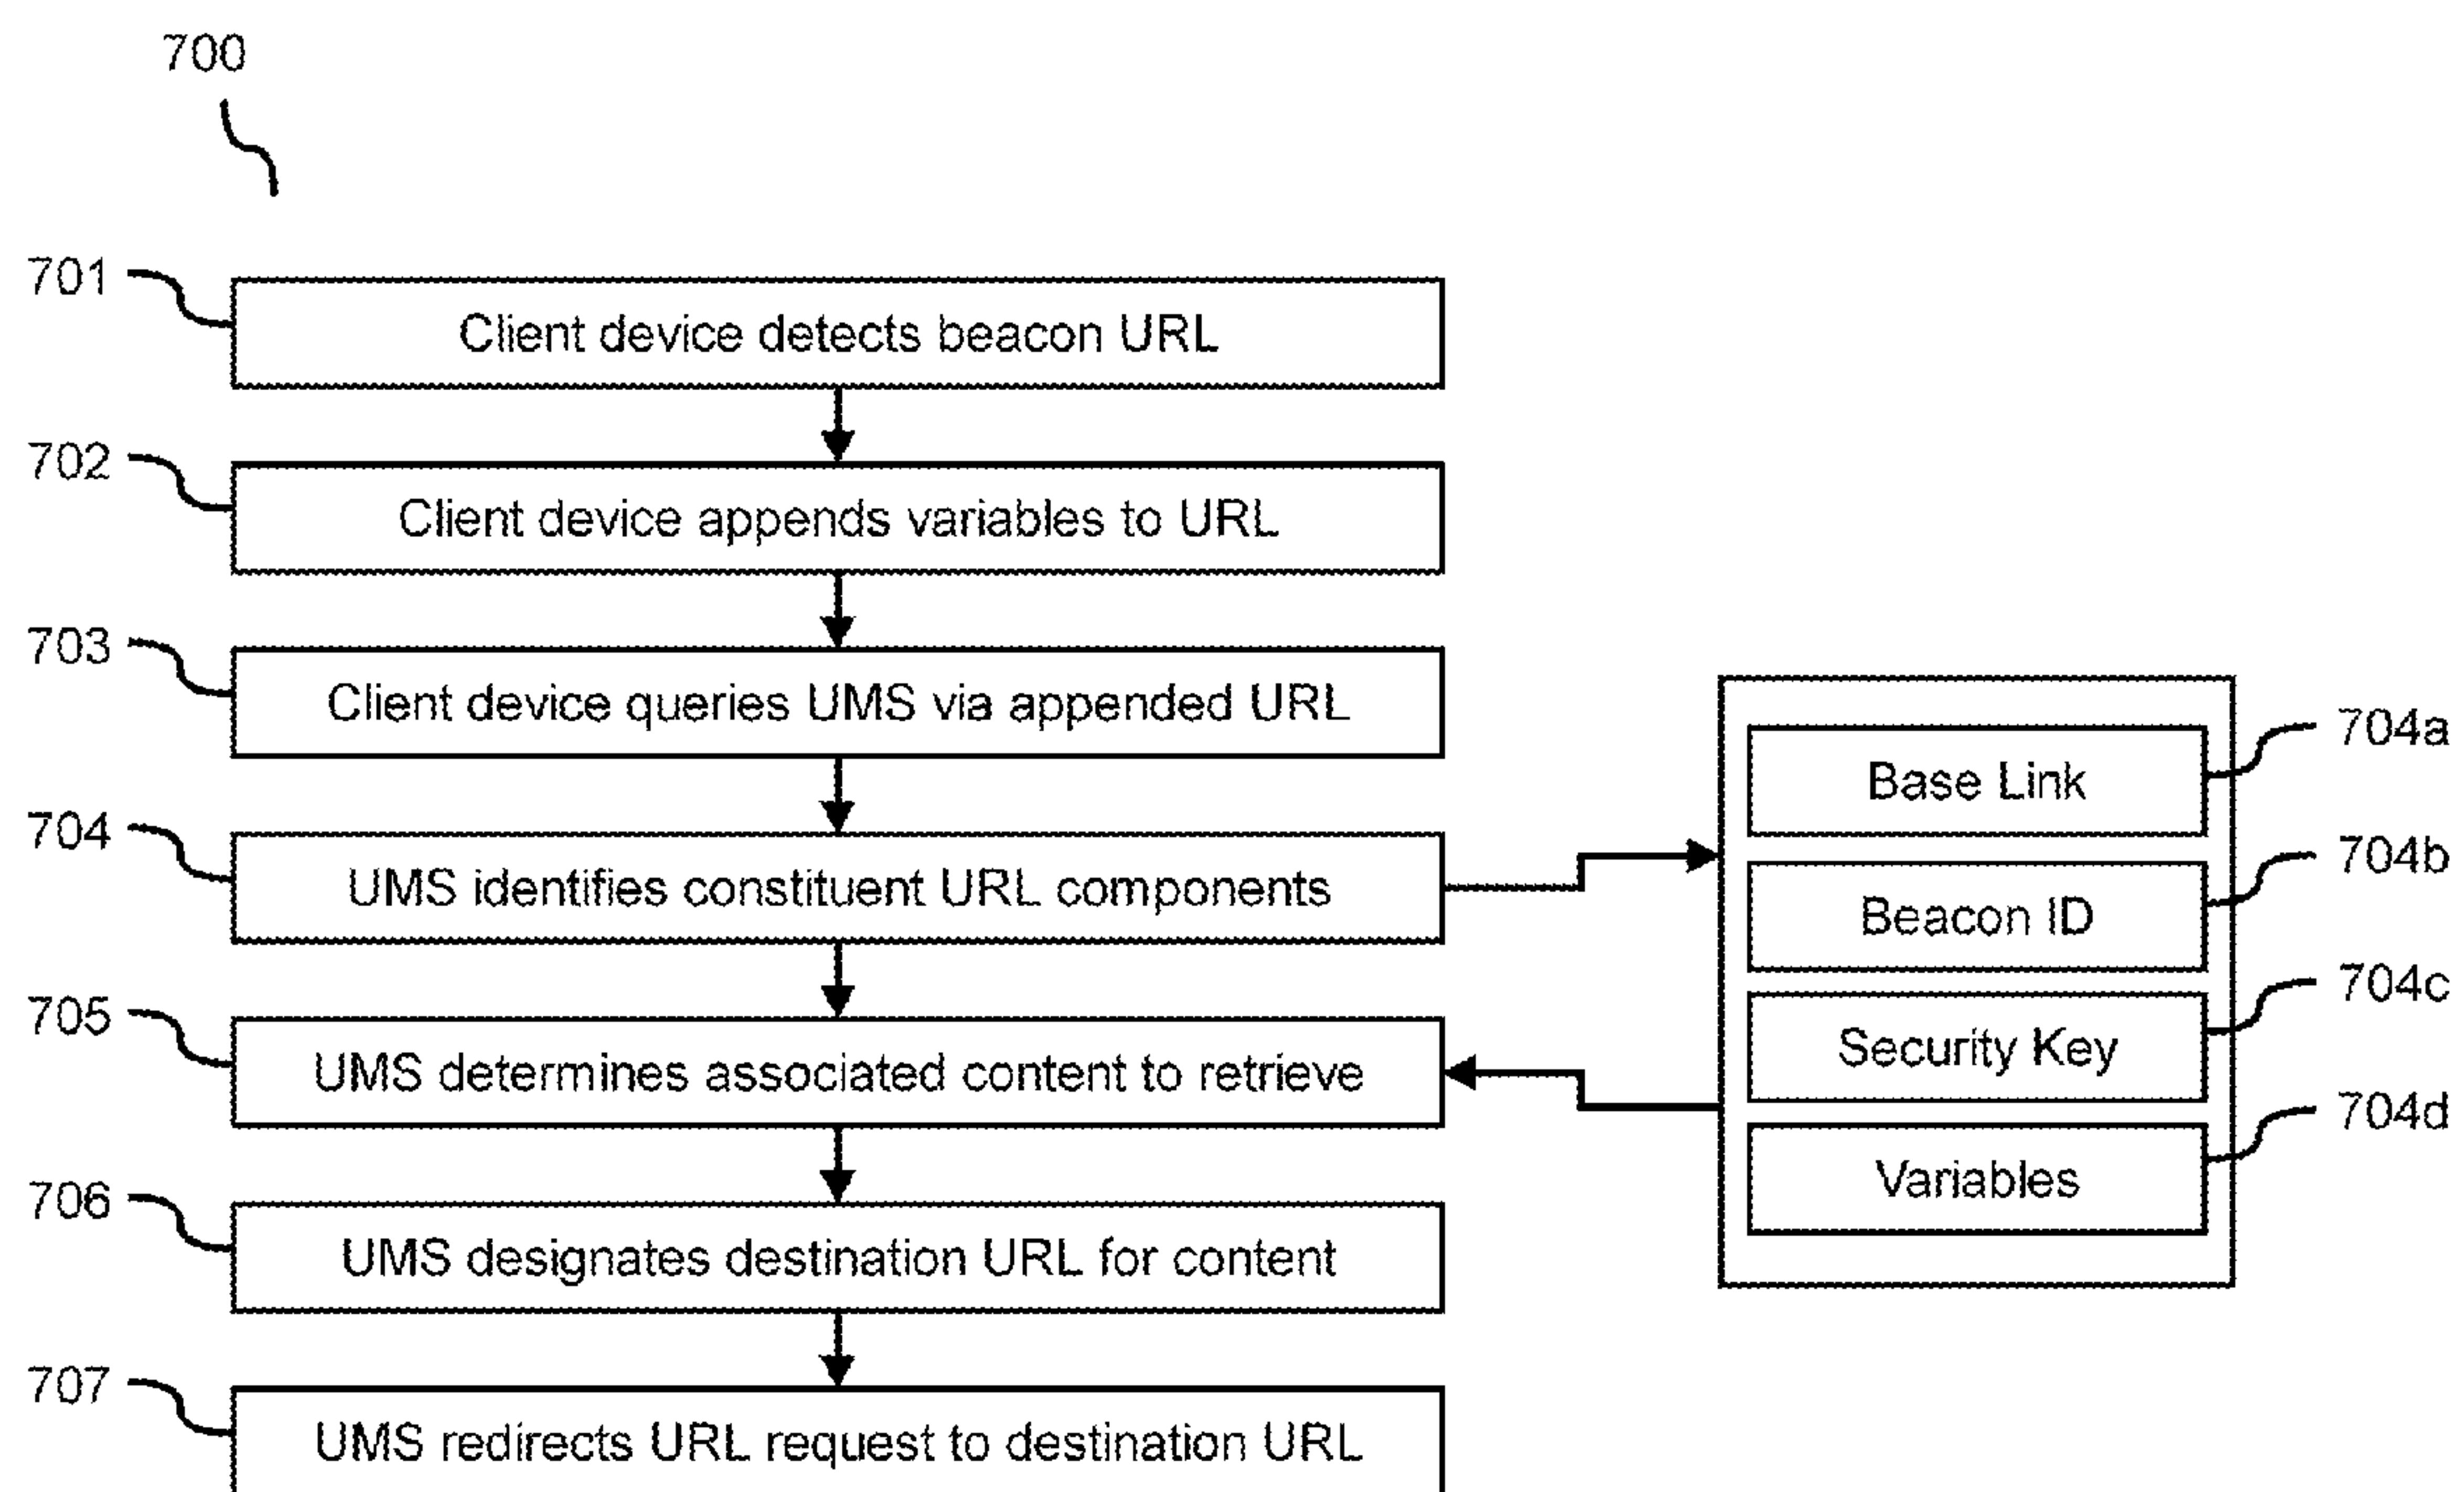 700
701
Client device detects beacon URL
702
Client device appends variables to URL
703
Client device queries UMS via appended URL
704
UMS identifies constituent URL components
705
UMS determines associated content to retrieve
706
UMS designates destination URL for content
707
UMS redirects URL request to destination URL
Base Link
704a
Beacon ID
704b
Security Key
704c
Variables
704d